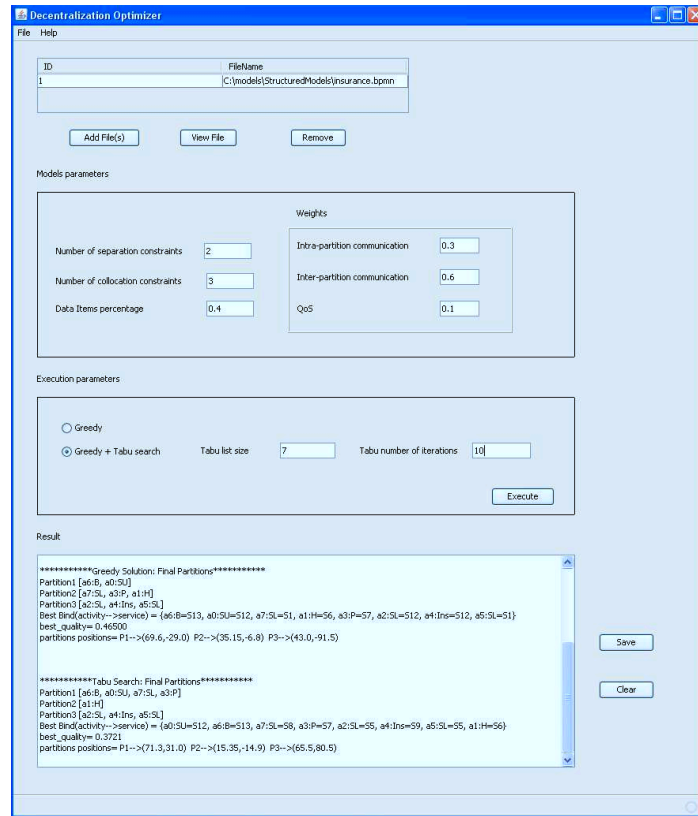 Decentralization Optimizer
File Help
ID FileName
1 C:\models\StructuredModels\insurance.bpmn
Add File(s) View File Remove
Models parameters
Weights
Number of separation constraints 2
Intra-partition communication 0.3
Number of collocation constraints 3
Inter-partition communication 0.6
Data Items percentage 0.4
QoS 0.1
Execution parameters
Greedy
Greedy + Tabu search Tabu list size 7 Tabu number of iterations 10
Execute
Result
***********Greedy Solution: Final Partitions***********
Partition1 [a6:B, a0:SU]
Partition2 [a7:SL, a3:P, a1:H]
Partition3 [a2:SL, a4:Ins, a5:SL]
Best Bind(activity-->service) = {a6:B=S13, a0:SU=S12, a7:SL=S1, a1:H=S6, a3:P=S7, a2:SL=S12, a4:Ins=S12, a5:SL=S1}
best_quality= 0.46500
partitions positions= P1-->(69.6,-29.0) P2-->(35.15,-6.8) P3-->(43.0,-91.5)
***********Tabu Search: Final Partitions***********
Partition1 [a6:B, a0:SU, a7:SL, a3:P]
Partition2 [a1:H]
Partition3 [a2:SL, a4:Ins, a5:SL]
Best Bind(activity-->service) = {a0:SU=S12, a6:B=S13, a7:SL=S8, a3:P=S7, a2:SL=S5, a4:Ins=S9, a5:SL=S5, a1:H=S6}
best_quality= 0.3721
partitions positions= P1-->(71.3,31.0) P2-->(15.35,-14.9) P3-->(65.5,80.5)
Save
Clear